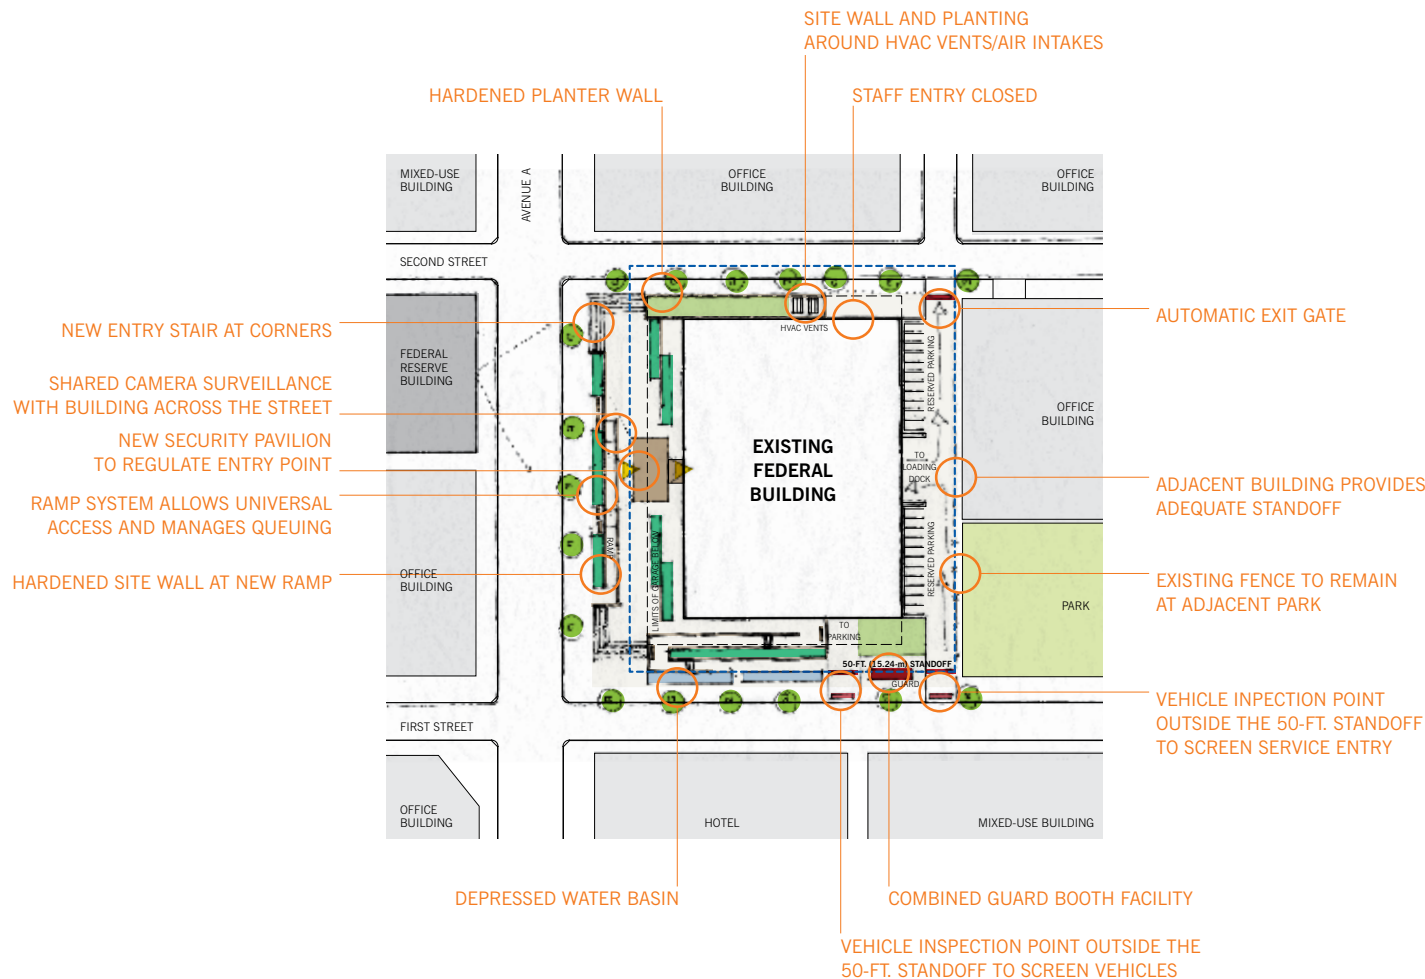 SITE WALL AND PLANTING
AROUND HVAC VENTS/AIR INTAKES
HARDENED PLANTER WALL
STAFF ENTRY CLOSED
MIXED-USE
BUILDING
AVENUE A
OFFICE
BUILDING
OFFICE
BUILDING
SECOND STREET
NEW ENTRY STAIR AT CORNERS
HVAC VENTS
AUTOMATIC EXIT GATE
FEDERAL
RESERVE
BUILDING
RESERVED PARKING
SHARED CAMERA SURVEILLANCE
WITH BUILDING ACROSS THE STREET
OFFICE
BUILDING
NEW SECURITY PAVILION
TO REGULATE ENTRY POINT
EXISTING
FEDERAL
BUILDING
TO
LOADING
DOCK
RAMP SYSTEM ALLOWS UNIVERSAL
ACCESS AND MANAGES QUEUING
ADJACENT BUILDING PROVIDES
ADEQUATE STANDOFF
HARDENED SITE WALL AT NEW RAMP
OFFICE
BUILDING
RAMP
LIMITS OF GARAGE BELOW
RESERVED PARKING
EXISTING FENCE TO REMAIN
AT ADJACENT PARK
PARK
TO
PARKING
50-FT. (15.24-m) STANDOFF
GUARD
VEHICLE INPECTION POINT
OUTSIDE THE 50-FT. STANDOFF
TO SCREEN SERVICE ENTRY
FIRST STREET
OFFICE
BUILDING
HOTEL
MIXED-USE BUILDING
DEPRESSED WATER BASIN
COMBINED GUARD BOOTH FACILITY
VEHICLE INSPECTION POINT OUTSIDE THE
50-FT. STANDOFF TO SCREEN VEHICLES